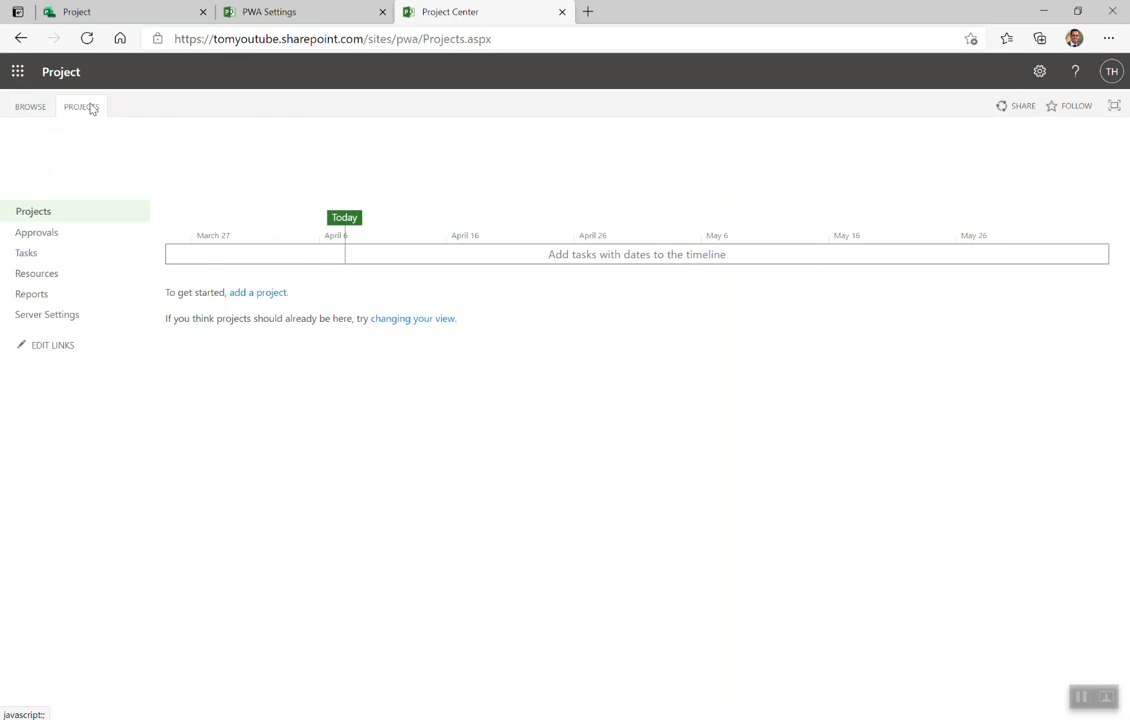 Project
PWA Settings
Project Center
https://tomyoutube.sharepoint.com/sites/pwa/Projects.aspx
Project
TH
BROWSE
PROJECTS
SHARE
FOLLOW
Projects
Approvals
Tasks
Resources
Reports
Server Settings
EDIT LINKS
Today
March 27
April 6
April 16
April 26
May 6
May 16
May 26
Add tasks with dates to the timeline
To get started, add a project.
If you think projects should already be here, try changing your view.
javascript:;